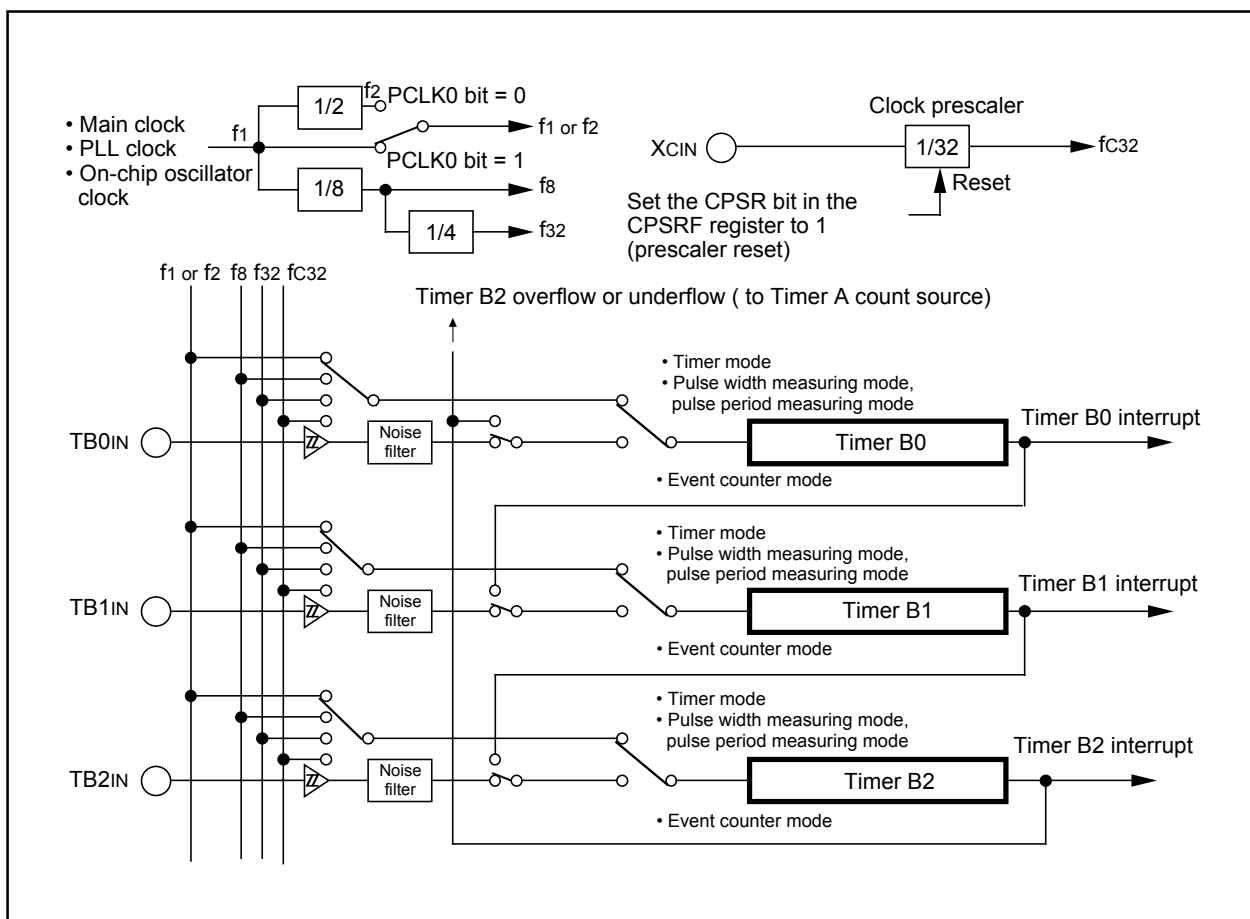 • Main clock
• PLL clock
• On-chip oscillator
clock
f1
1/2
f2
PCLK0 bit = 0
f1 or f2
PCLK0 bit = 1
1/8
f8
1/4
f32
Clock prescaler
XCIN
1/32
fC32
Reset
Set the CPSR bit in the
CPSRF register to 1
(prescaler reset)
f1 or f2 f8 f32 fC32
Timer B2 overflow or underflow ( to Timer A count source)
• Timer mode
• Pulse width measuring mode,
pulse period measuring mode
TB0IN
Noise
filter
Timer B0
Timer B0 interrupt
• Event counter mode
• Timer mode
• Pulse width measuring mode,
pulse period measuring mode
TB1IN
Noise
filter
Timer B1
Timer B1 interrupt
• Event counter mode
• Timer mode
• Pulse width measuring mode,
pulse period measuring mode
TB2IN
Noise
filter
Timer B2
Timer B2 interrupt
• Event counter mode